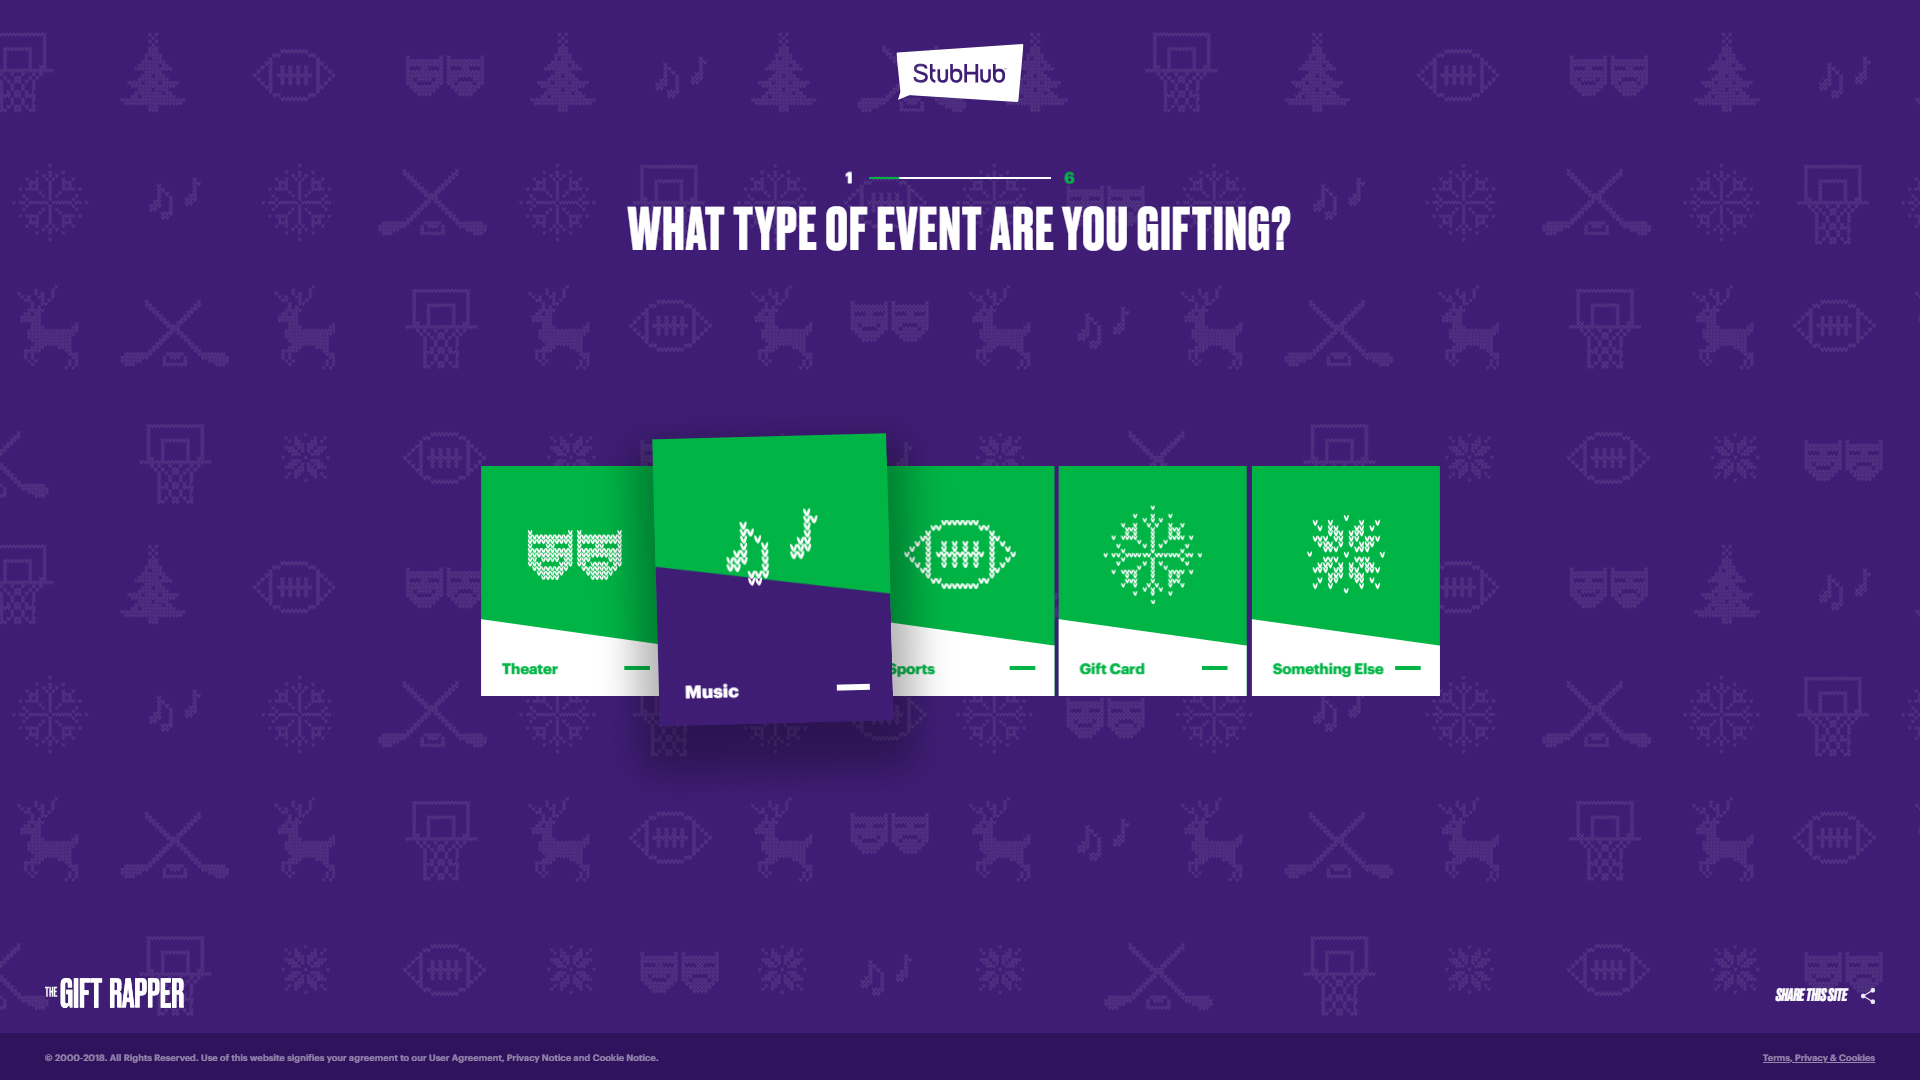 StubHub
1 6
WHAT TYPE OF EVENT ARE YOU GIFTING?
Theater
Music
Sports
Gift Card
Something Else
THE GIFT RAPPER
SHARE THIS SITE
© 2000-2018. All Rights Reserved. Use of this website signifies your agreement to our User Agreement, Privacy Notice and Cookie Notice.
Terms, Privacy & Cookies